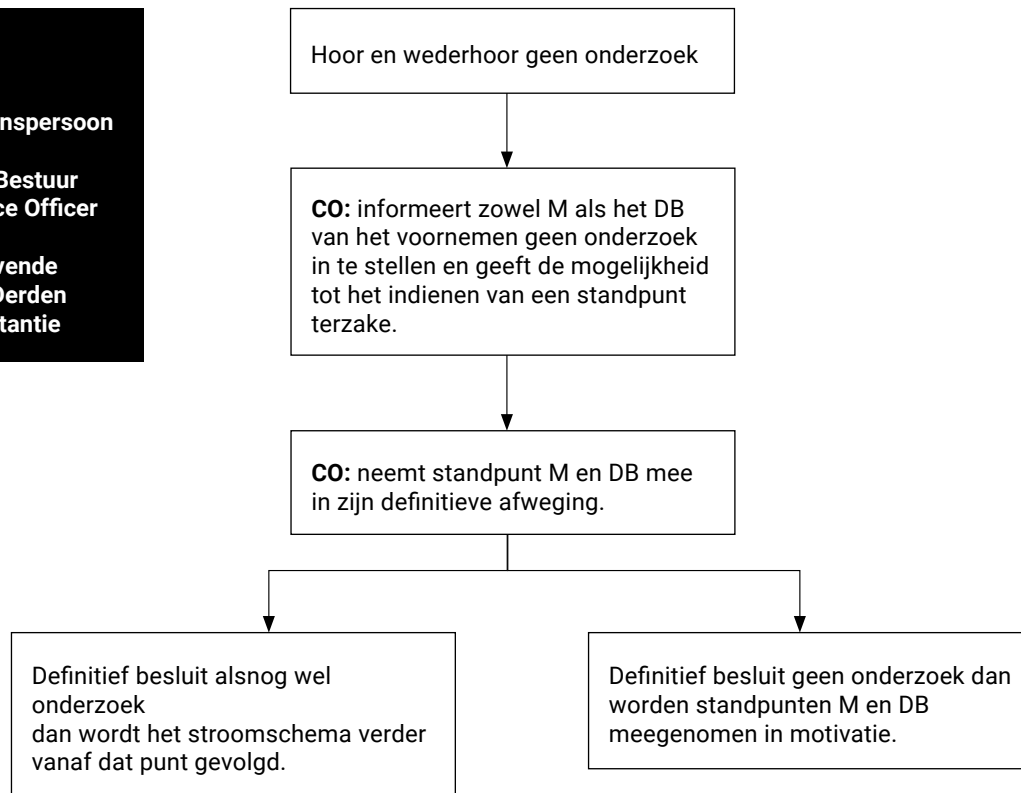 nspersoon
Bestuur
ce Officer
vende
Derden
tantie
Hoor en wederhoor geen onderzoek
CO: informeert zowel M als het DB
van het voornemen geen onderzoek
in te stellen en geeft de mogelijkheid
tot het indienen van een standpunt
terzake.
CO: neemt standpunt M en DB mee
in zijn definitieve afweging.
Definitief besluit alsnog wel
onderzoek
dan wordt het stroomschema verder
vanaf dat punt gevolgd.
Definitief besluit geen onderzoek dan
worden standpunten M en DB
meegenomen in motivatie.